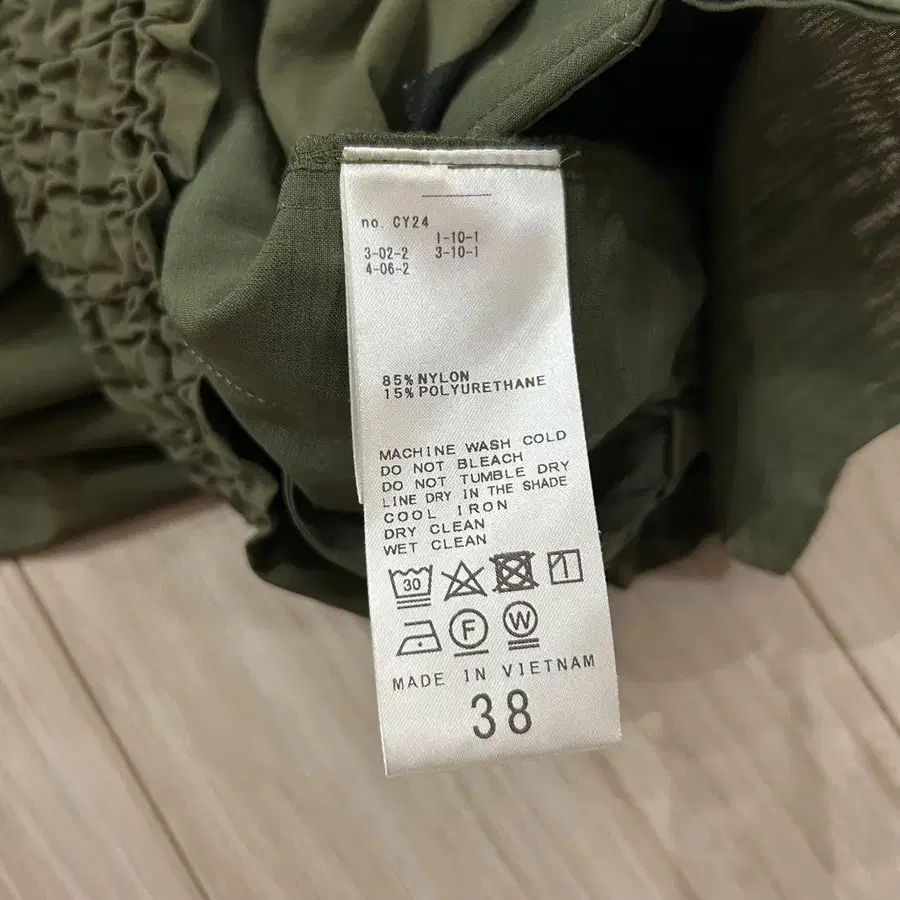 no. CY24
1-10-1
3-02-2 3-10-1
4-06-2
85% NYLON
15% POLYURETHANE
MACHINE WASH COLD
DO NOT BLEACH
DO NOT TUMBLE DRY
LINE DRY IN THE SHADE
COOL IRON
DRY CLEAN
WET CLEAN
30
F W
MADE IN VIETNAM
38